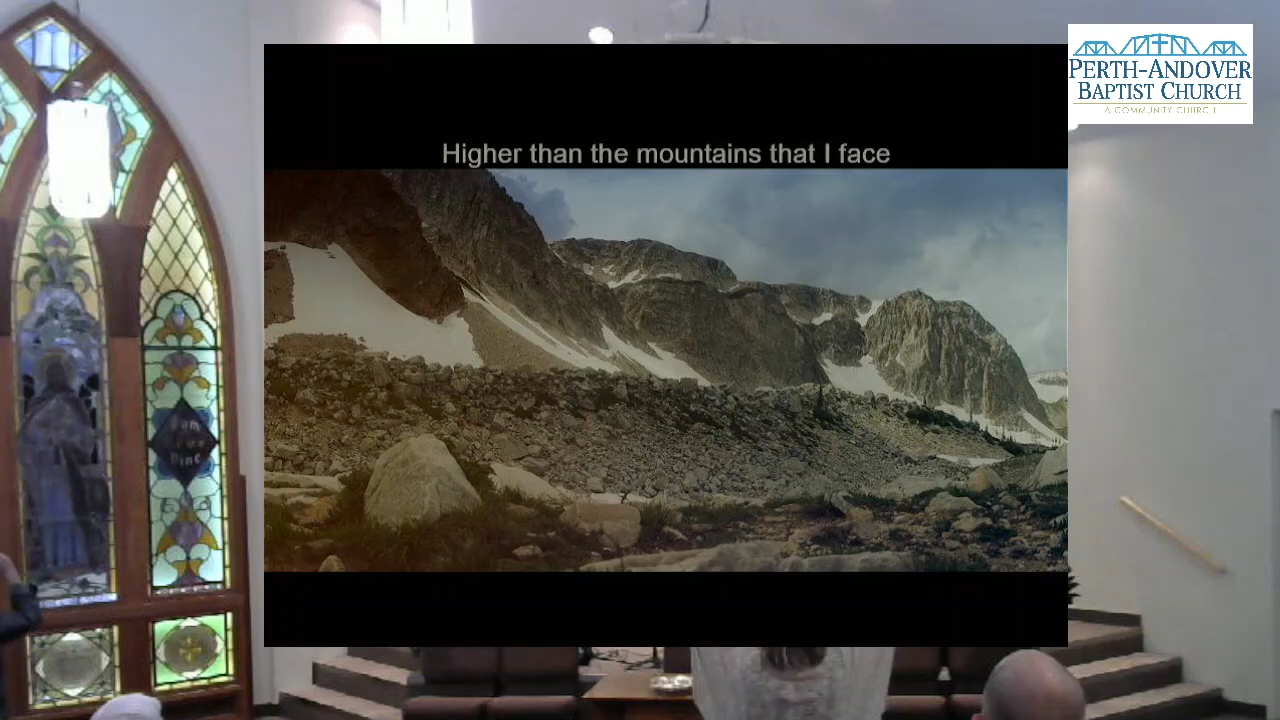 Higher than the mountains that I face
PERTH-ANDOVER
BAPTIST CHURCH
A COMMUNITY CHURCH